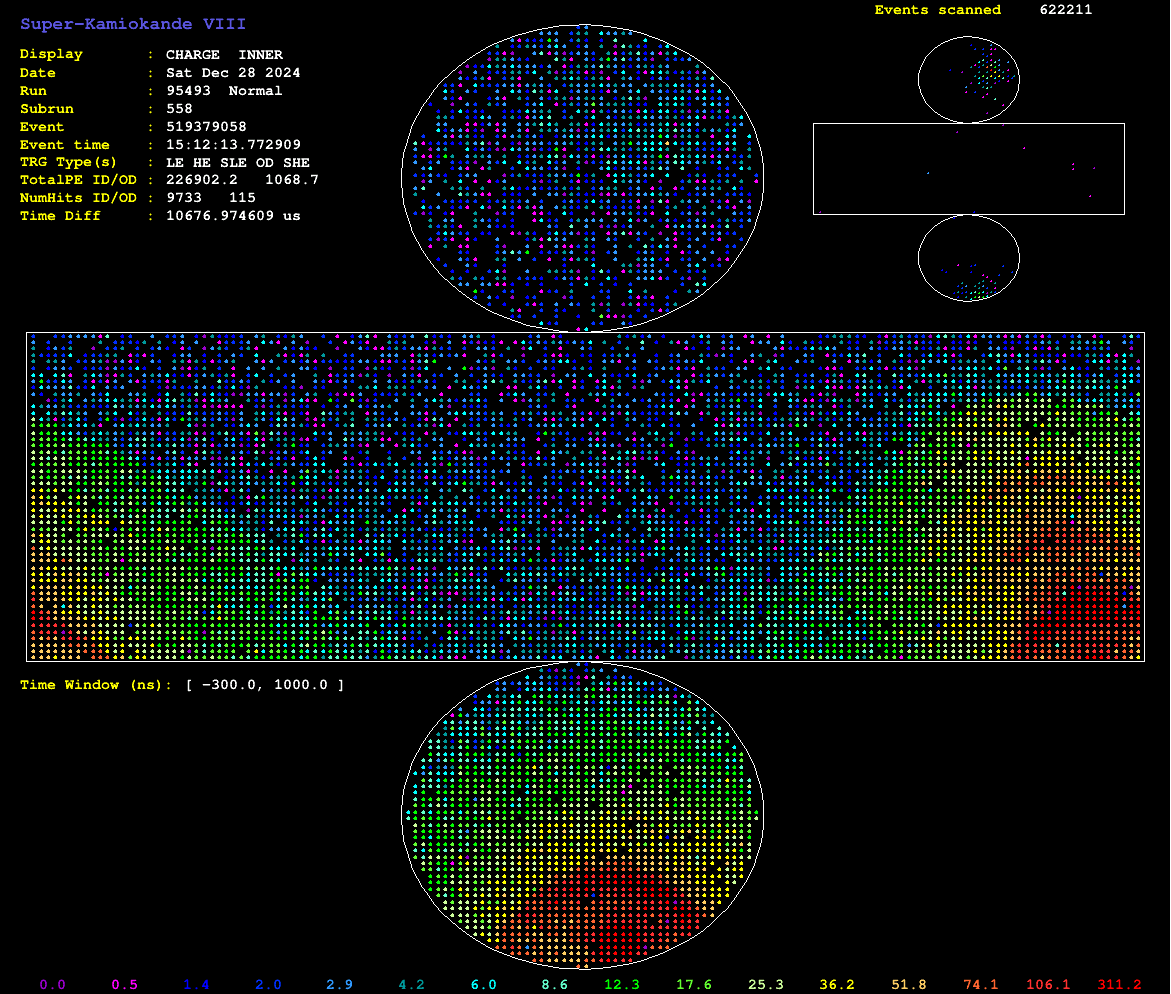 Super-Kamiokande VIII
Events scanned 622211
Display : CHARGE INNER
Date : Sat Dec 28 2024
Run : 95493 Normal
Subrun : 558
Event : 519379058
Event time : 15:12:13.772909
TRG Type(s) : LE HE SLE OD SHE
TotalPE ID/OD : 226902.2 1068.7
NumHits ID/OD : 9733 115
Time Diff : 10676.974609 us
Time Window (ns): [ −300.0, 1000.0 ]
0.0 0.5 1.4 2.0 2.9 4.2 6.0 8.6 12.3 17.6 25.3 36.2 51.8 74.1 106.1 311.2